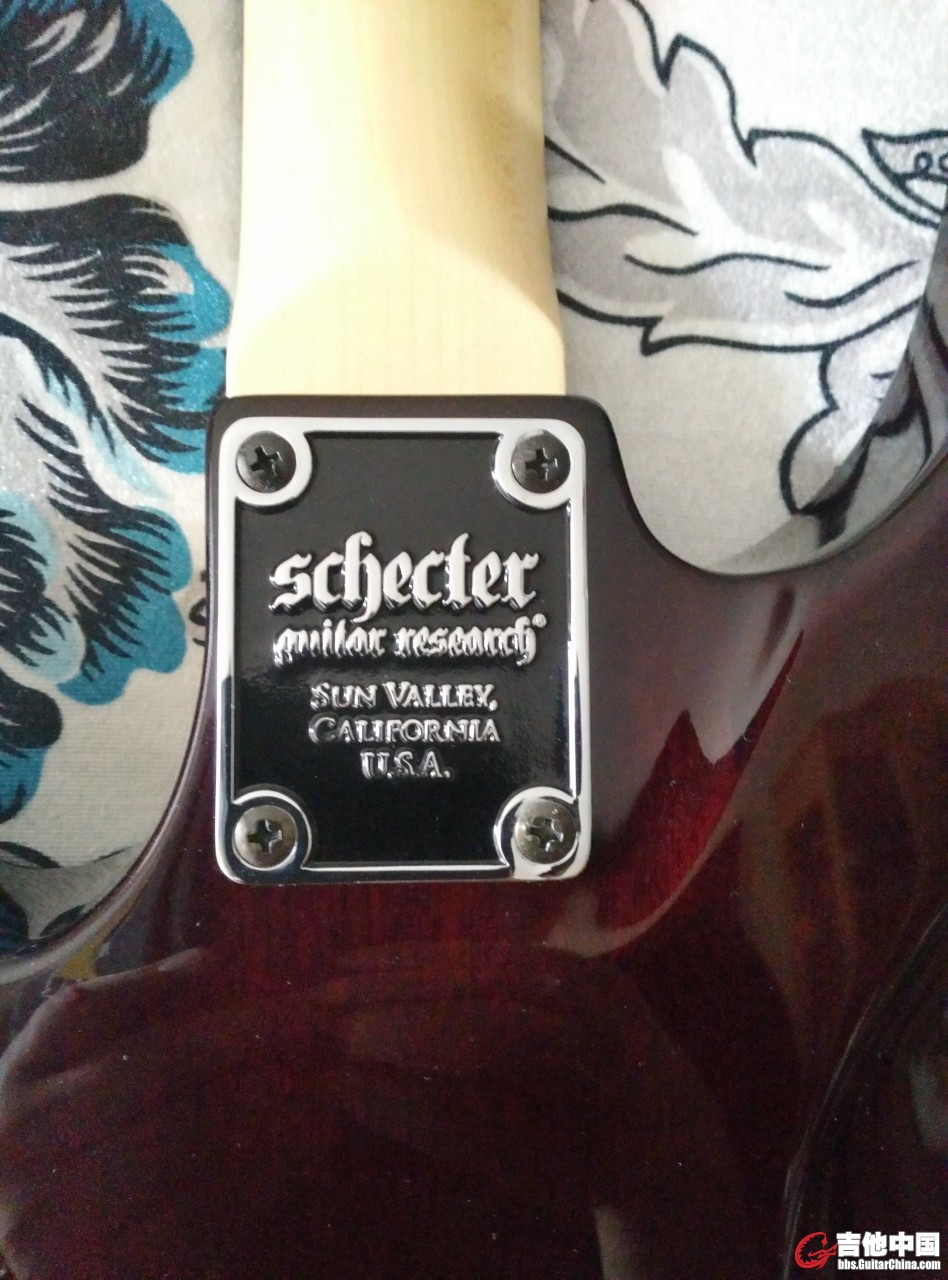 schecter
guitar research®
SUN VALLEY,
CALIFORNIA
U.S.A.
吉他中国
bbs.GuitarChina.com